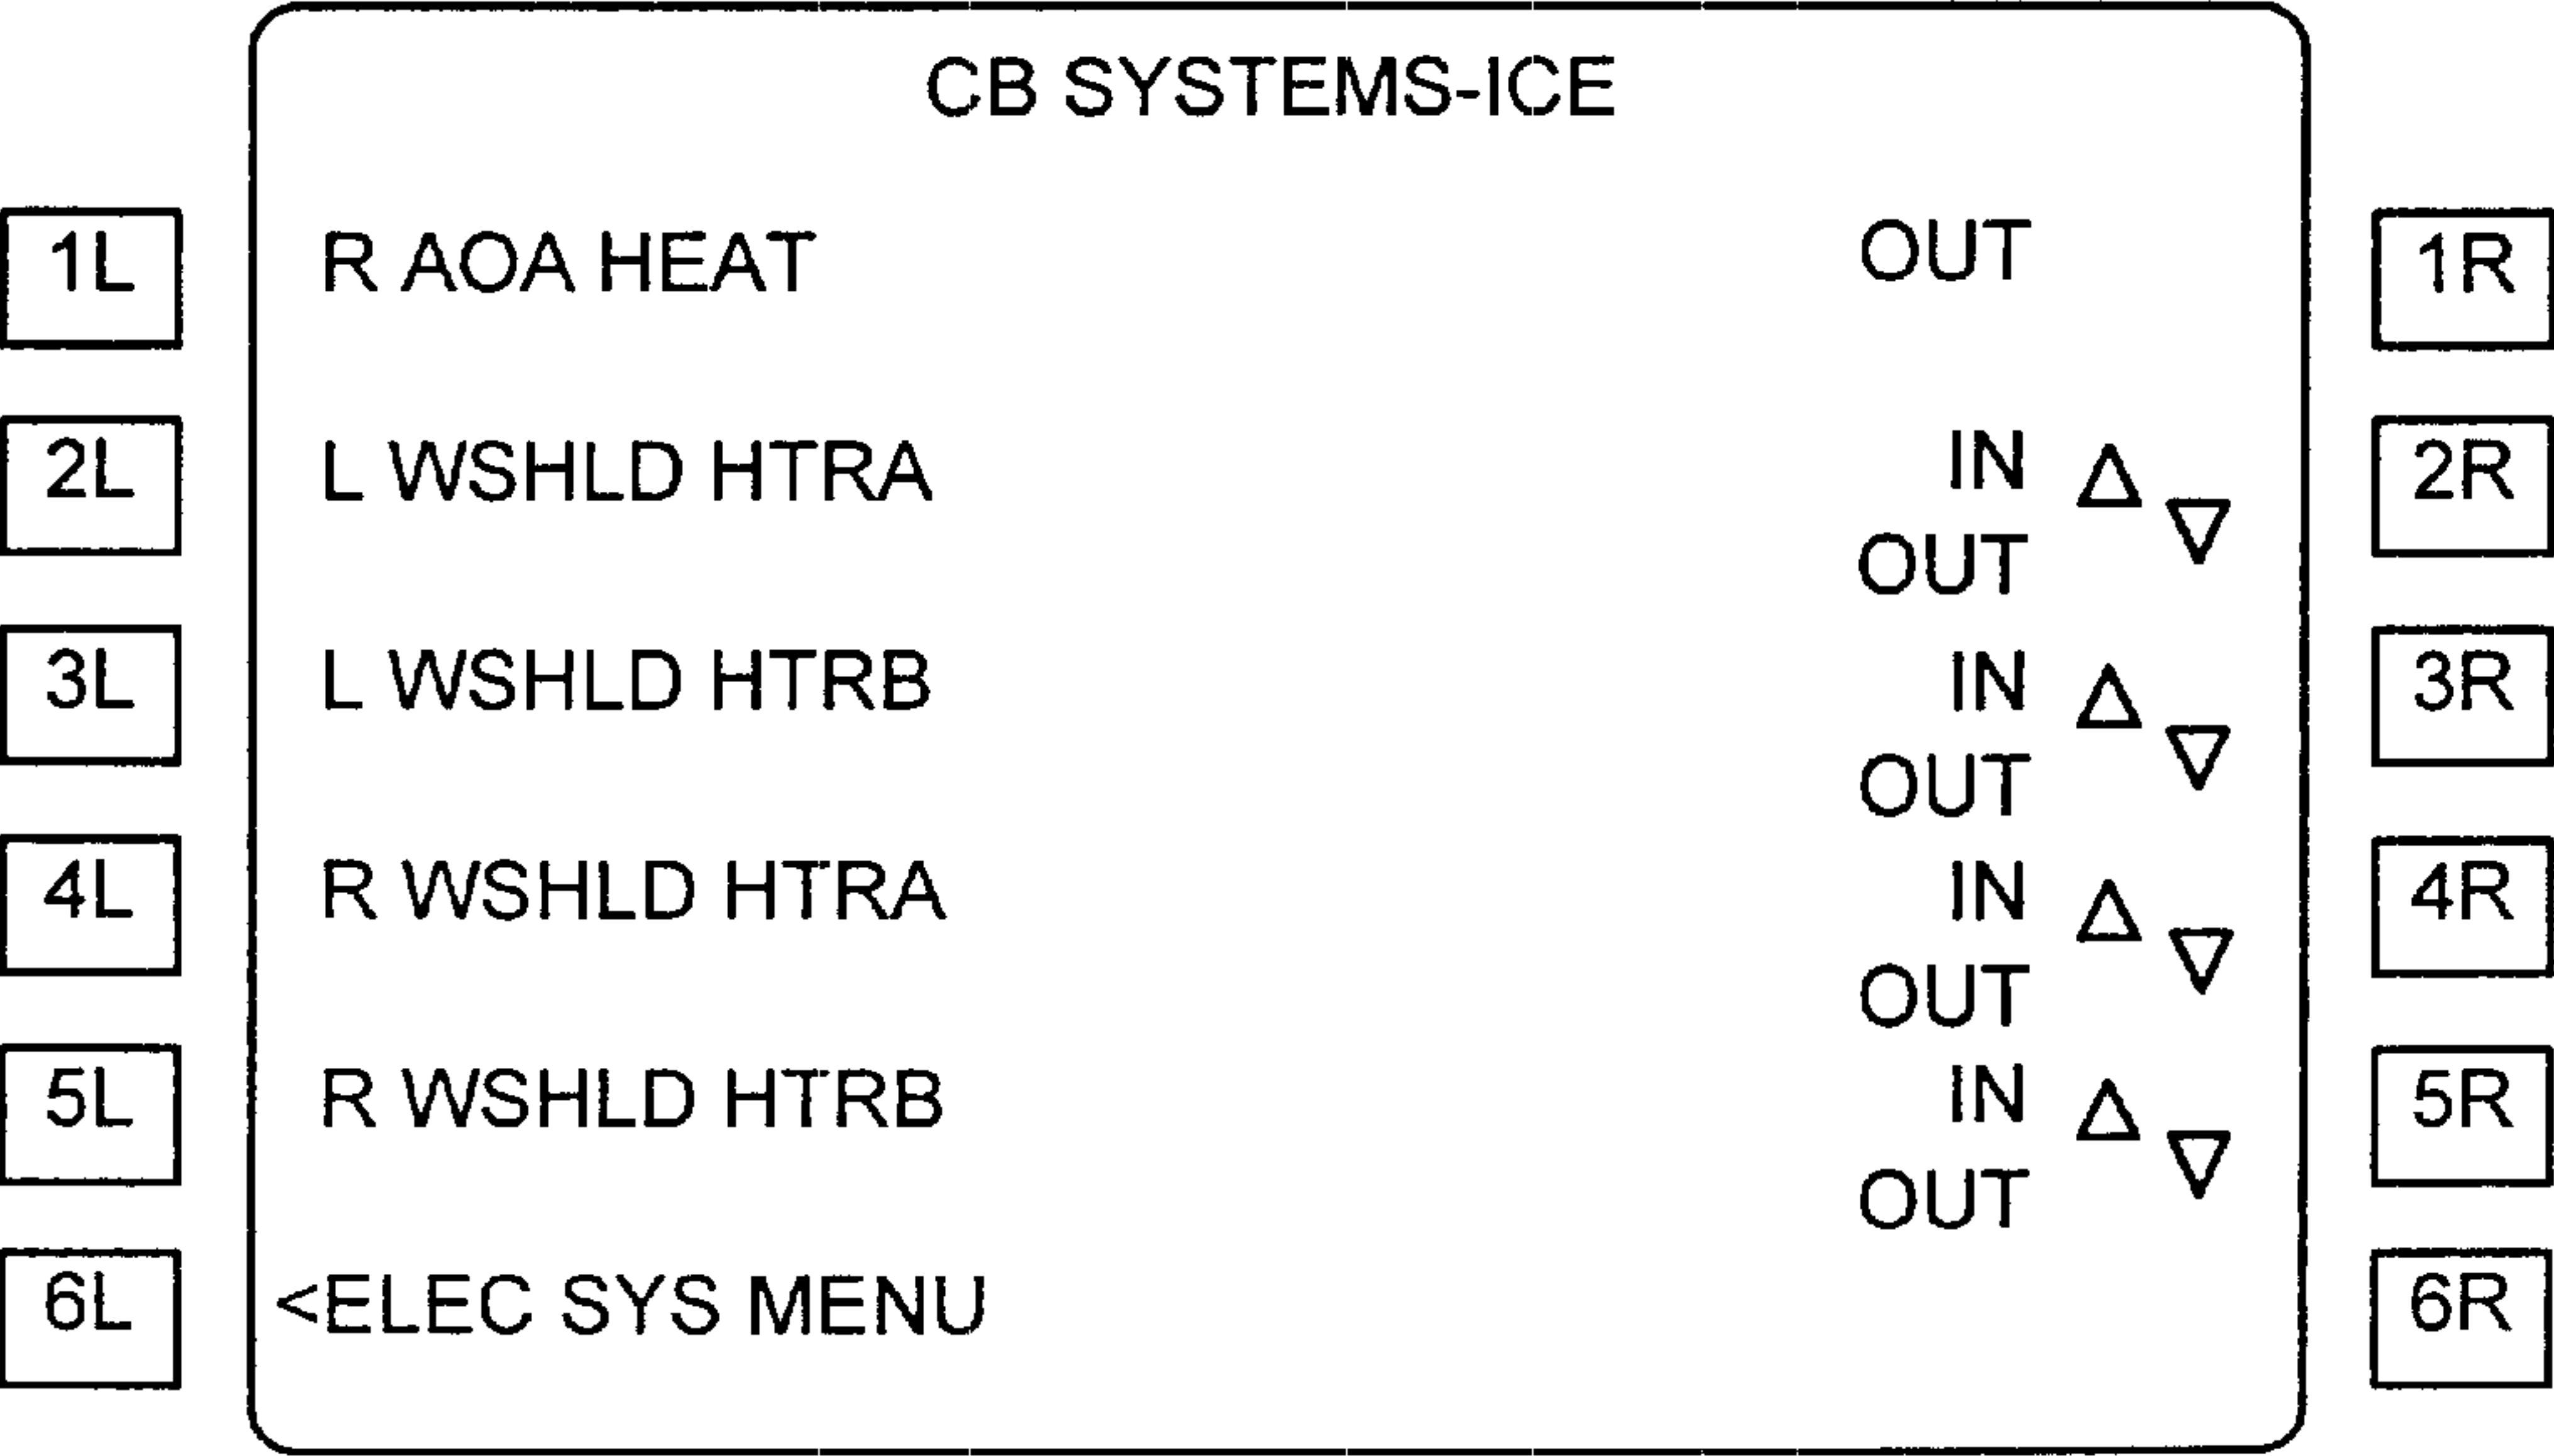 CB SYSTEMS-ICE
1L R AOA HEAT OUT 1R
2L L WSHLD HTRA IN 2R
OUT
3L L WSHLD HTRB IN 3R
OUT
4L R WSHLD HTRA IN 4R
OUT
5L R WSHLD HTRB IN 5R
OUT
6L <ELEC SYS MENU 6R